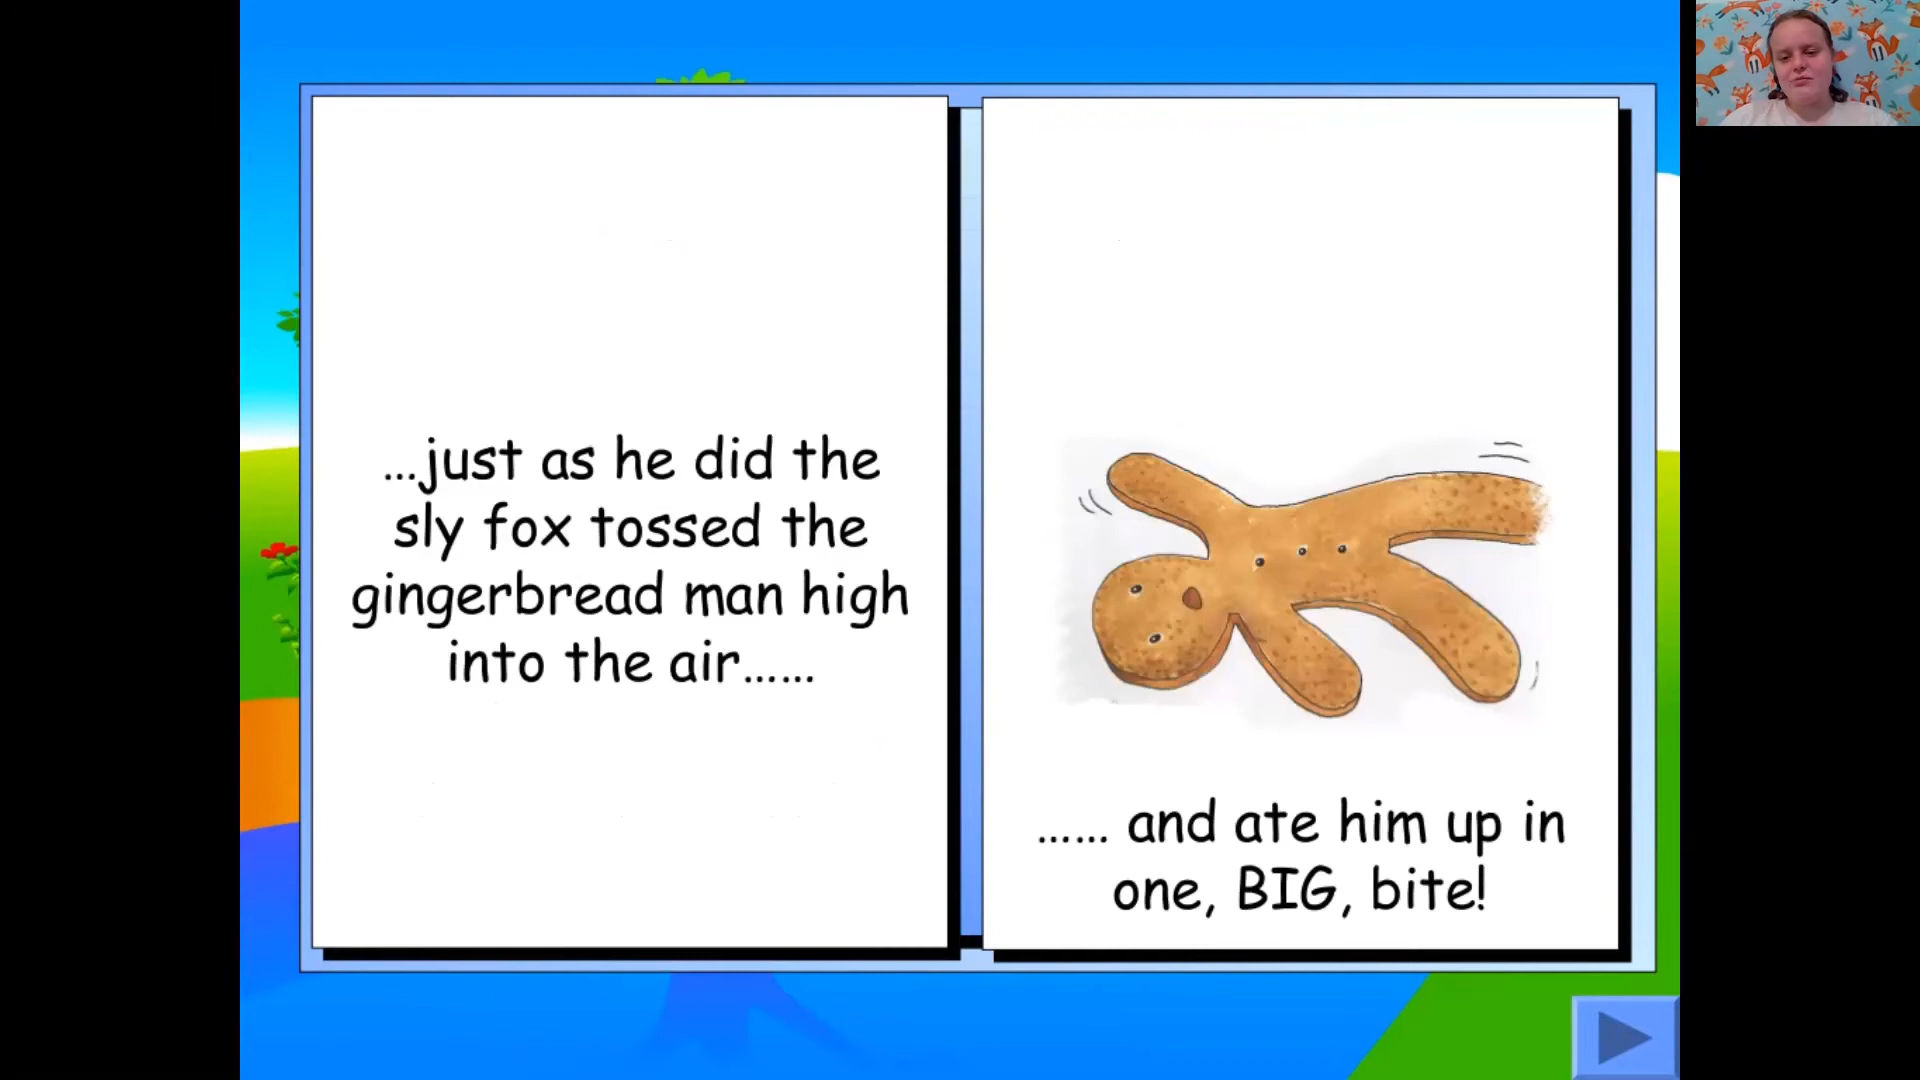 ...just as he did the
sly fox tossed the
gingerbread man high
into the air......
...... and ate him up in
one, BIG, bite!